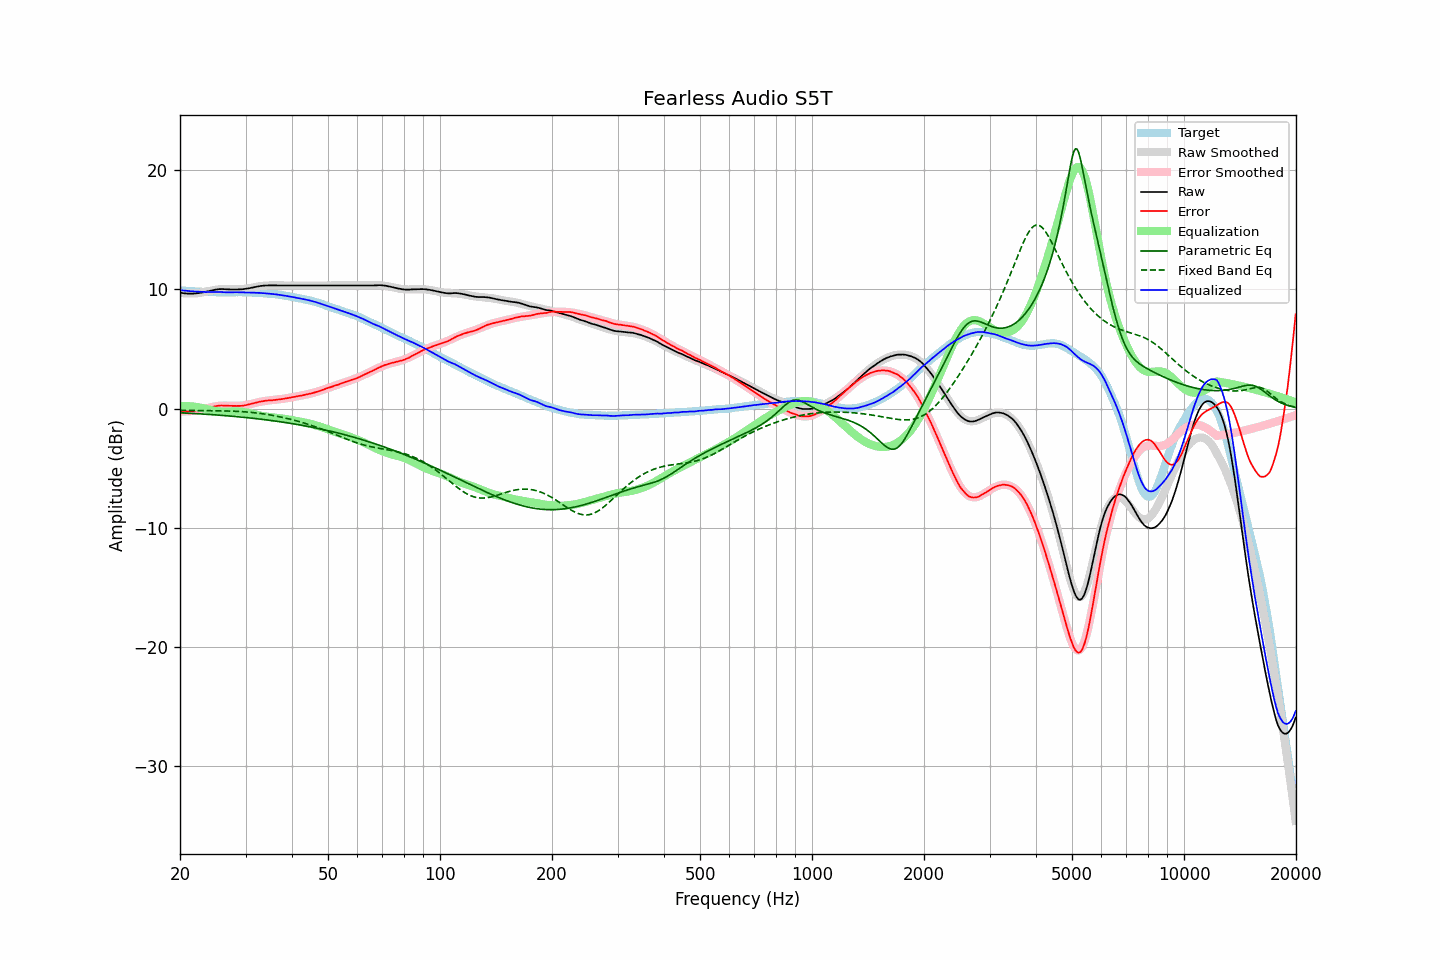 Fearless Audio S5T
Target
Raw Smoothed
Error Smoothed
Raw
Error
Equalization
Parametric Eq
Fixed Band Eq
Equalized
20
10
0
−10
−20
−30
Amplitude (dBr)
20 50 100 200 500 1000 2000 5000 10000 20000
Frequency (Hz)